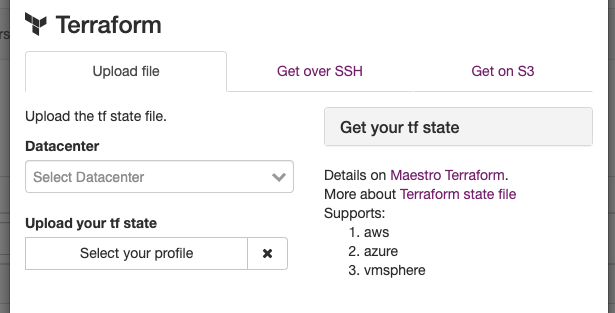 Terraform
Upload file
Get over SSH
Get on S3
Upload the tf state file.
Datacenter
Select Datacenter
Upload your tf state
Select your profile
Get your tf state
Details on Maestro Terraform.
More about Terraform state file
Supports:
1. aws
2. azure
3. vmsphere